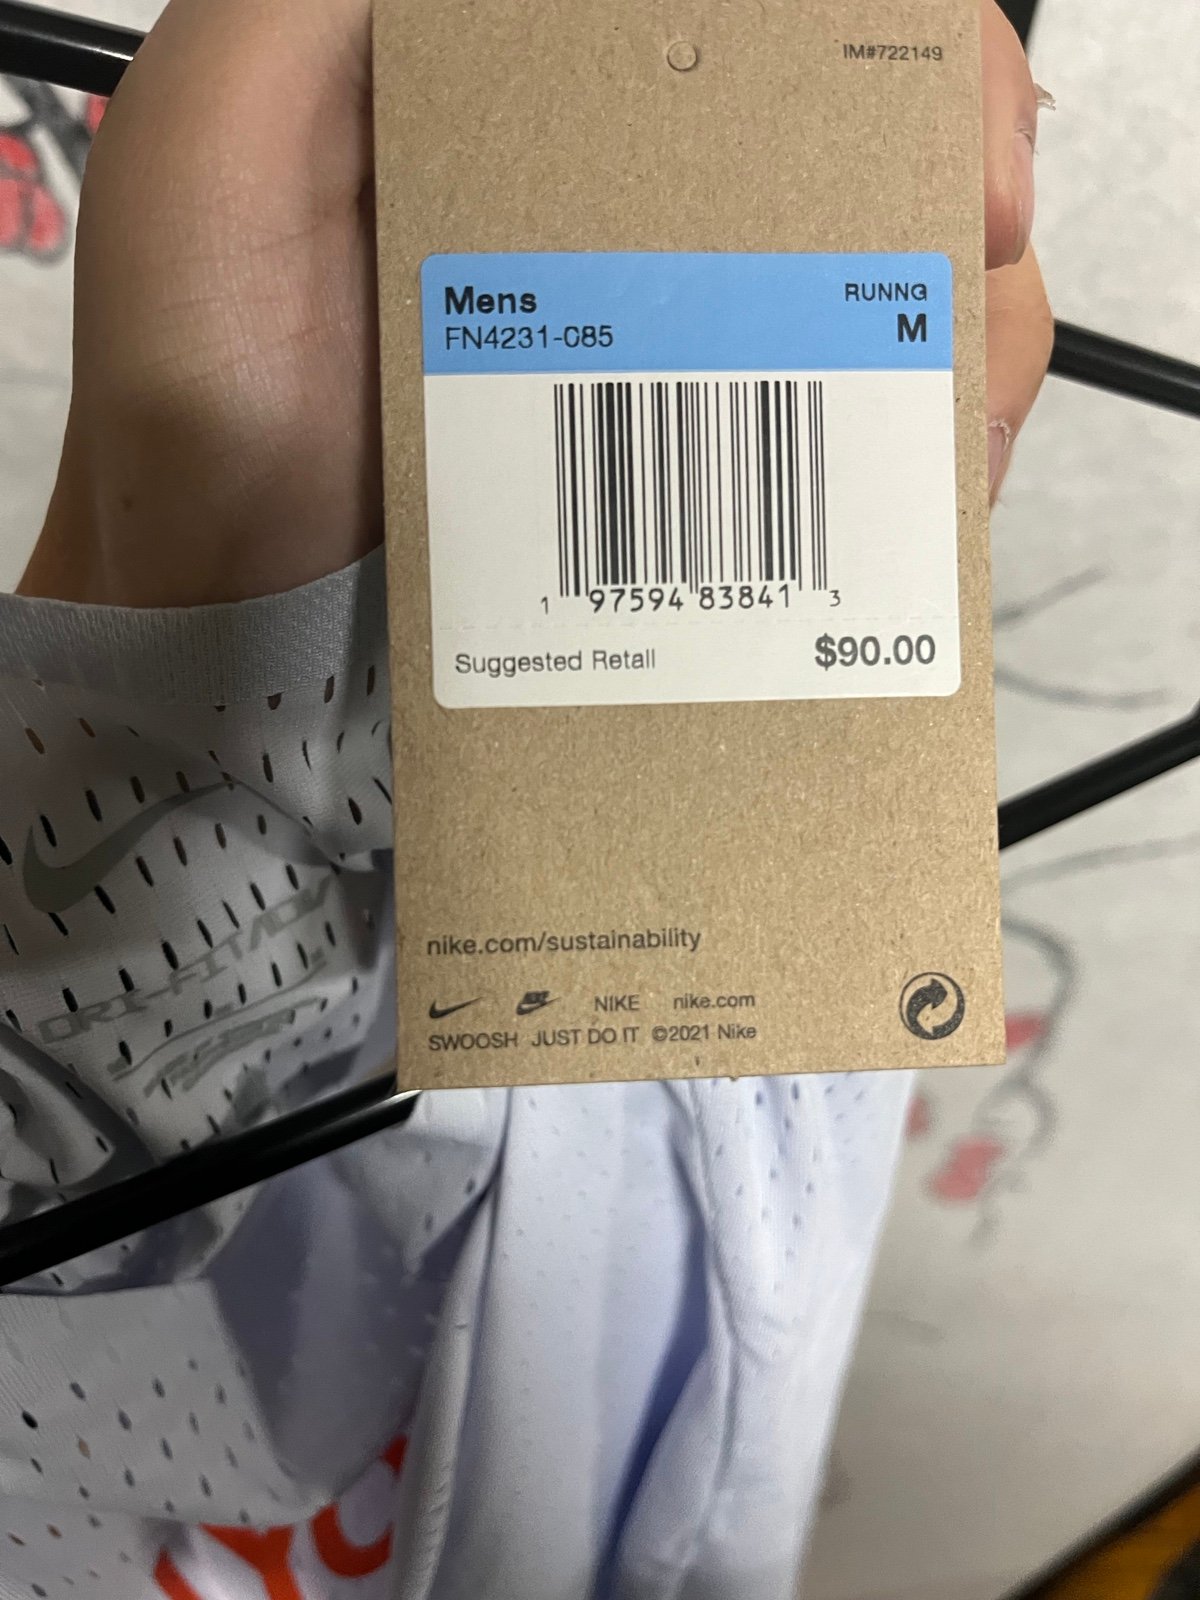 IM#722149
Mens
RUNNG
FN4231-085
M
1 97594 83841 3
Suggested Retail
$90.00
nike.com/sustainability
NIKE nike.com
SWOOSH JUST DO IT ©2021 Nike
DRI-FIT ADV